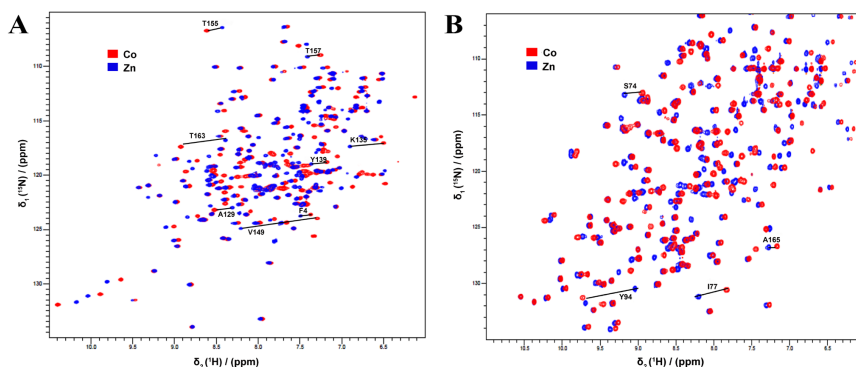 A
Co
Zn
T155
T157
T163
K139
Y139
A129
F4
V149
110
115
120
125
130
10.0 9.5 9.0 8.5 8.0 7.5 7.0 6.5
δ₁ (¹⁵N) / (ppm)
δ₂(¹H) / (ppm)
B
Co
Zn
S74
A165
I77
Y94
110
115
120
125
130
10.0 9.5 9.0 8.5 8.0 7.5 7.0 6.5 6
δ₁ (¹⁵N) / (ppm)
δ₂(¹H) / (ppm)